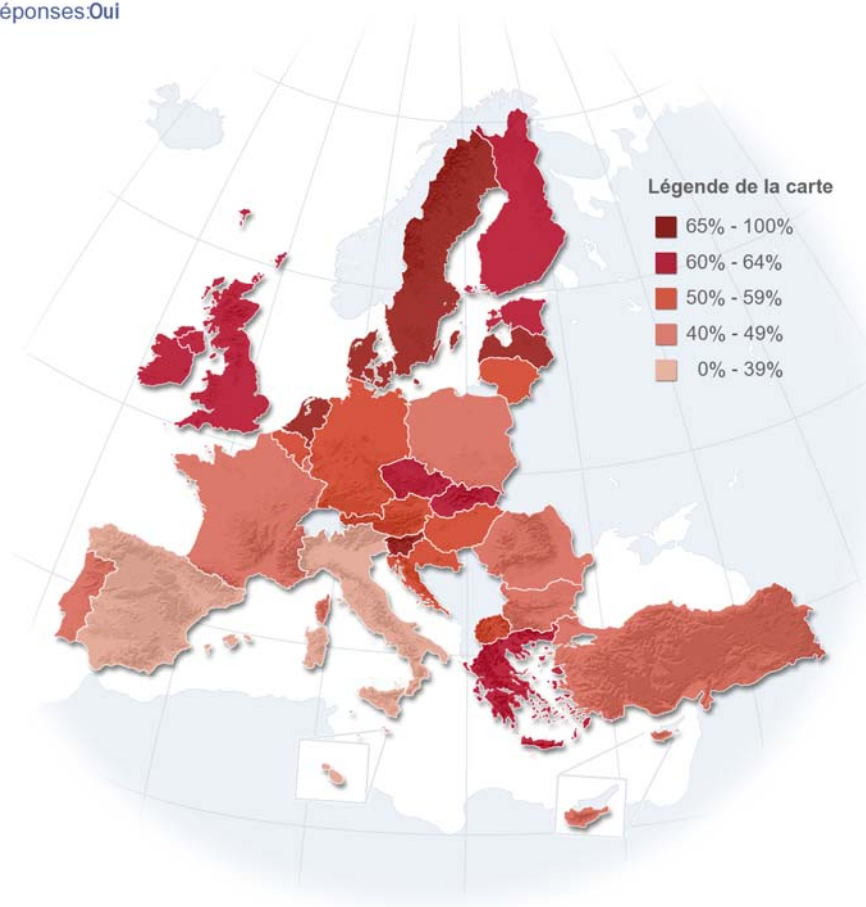 éponses:Oui
Légende de la carte
65% - 100%
60% - 64%
50% - 59%
40% - 49%
0% - 39%